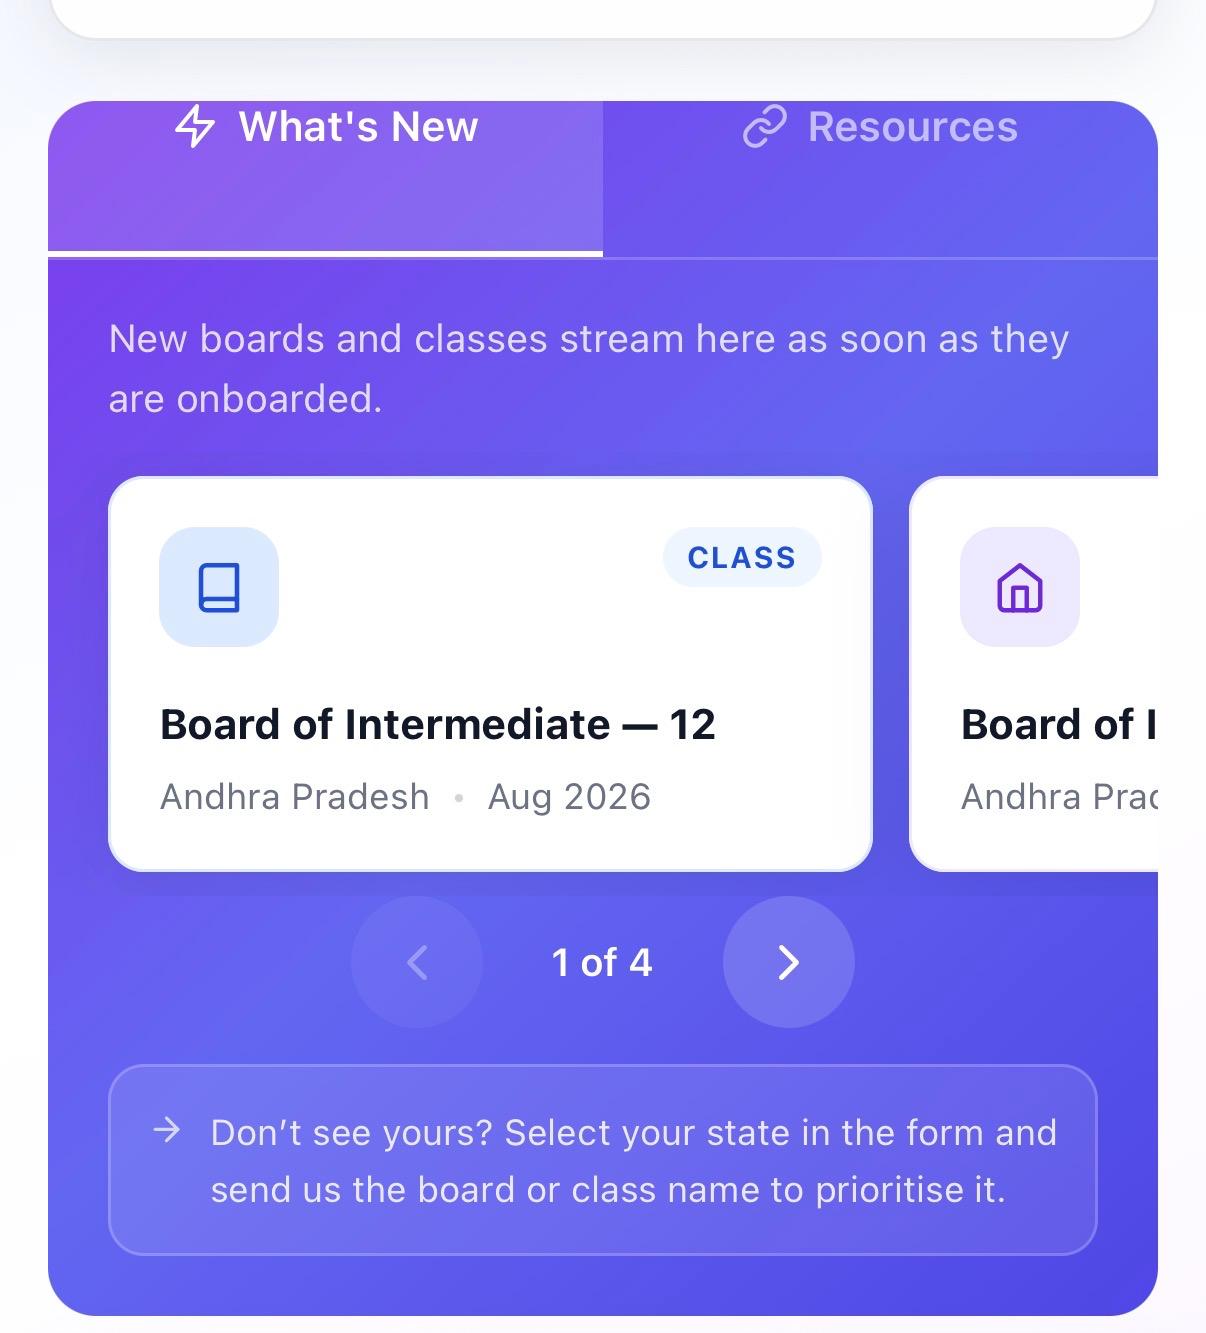 What's New
Resources
New boards and classes stream here as soon as they
are onboarded.
CLASS
Board of Intermediate — 12
Andhra Pradesh • Aug 2026
Board of I
Andhra Prad
1 of 4
Don’t see yours? Select your state in the form and
send us the board or class name to prioritise it.